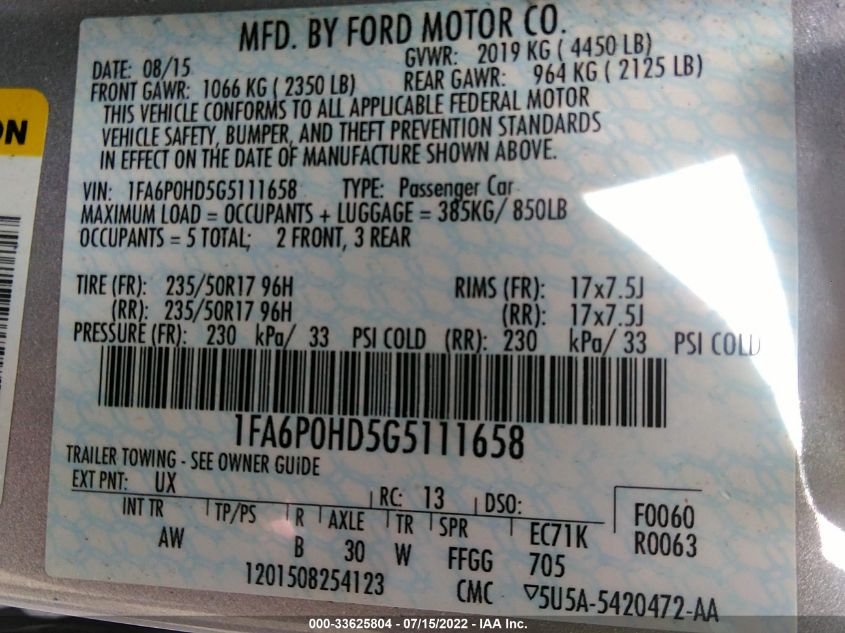 MFD. BY FORD MOTOR CO.
DATE: 08/15 GVWR: 2019 KG ( 4450 LB)
FRONT GAWR: 1066 KG ( 2350 LB) REAR GAWR: 964 KG ( 2125 LB)
THIS VEHICLE CONFORMS TO ALL APPLICABLE FEDERAL MOTOR
VEHICLE SAFETY, BUMPER, AND THEFT PREVENTION STANDARDS
IN EFFECT ON THE DATE OF MANUFACTURE SHOWN ABOVE.
ON
VIN: 1FA6P0HD5G5111658 TYPE: Passenger Car
MAXIMUM LOAD = OCCUPANTS + LUGGAGE = 385KG/ 850LB
OCCUPANTS = 5 TOTAL; 2 FRONT, 3 REAR
TIRE (FR): 235/50R17 96H RIMS (FR): 17x7.5J
(RR): 235/50R17 96H (RR): 17x7.5J
PRESSURE (FR): 230 kPa/ 33 PSI COLD (RR): 230 kPa/ 33 PSI COLD
1FA6P0HD5G5111658
TRAILER TOWING - SEE OWNER GUIDE
EXT PNT: UX RC: 13 DSO:
INT TR TP/PS R AXLE TR SPR EC71K F0060
AW B 30 W FFGG 705 R0063
1201508254123 CMC ▽5U5A-5420472-AA
000-33625804 - 07/15/2022 - IAA Inc.